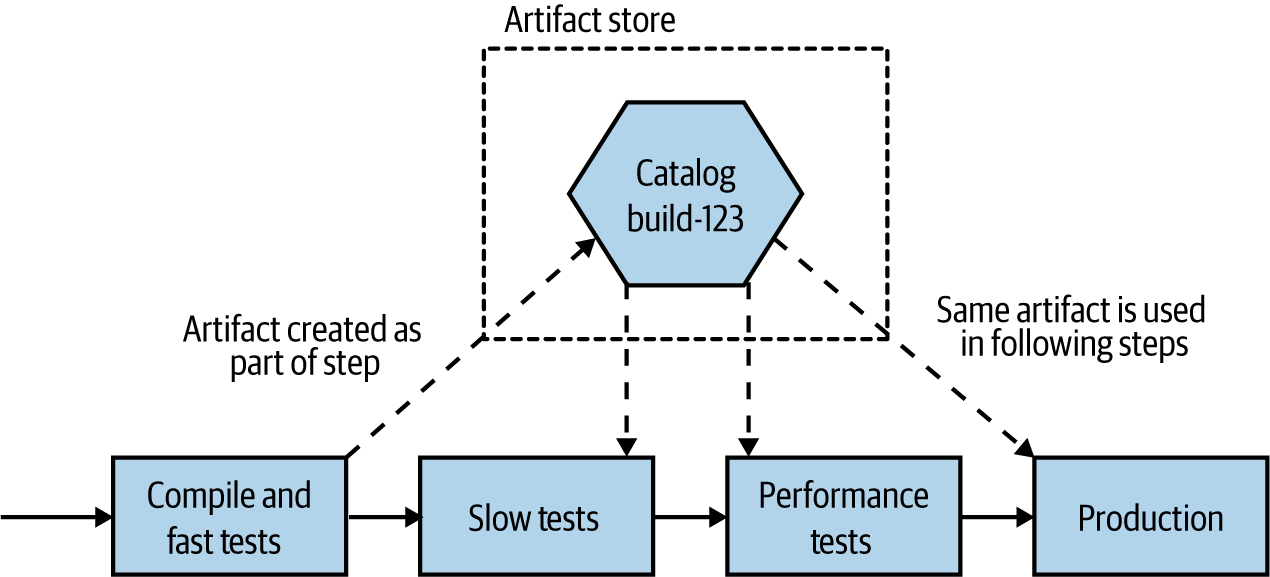 Artifact store
Catalog
build-123
Artifact created as
part of step
Same artifact is used
in following steps
Compile and
fast tests
Slow tests
Performance
tests
Production